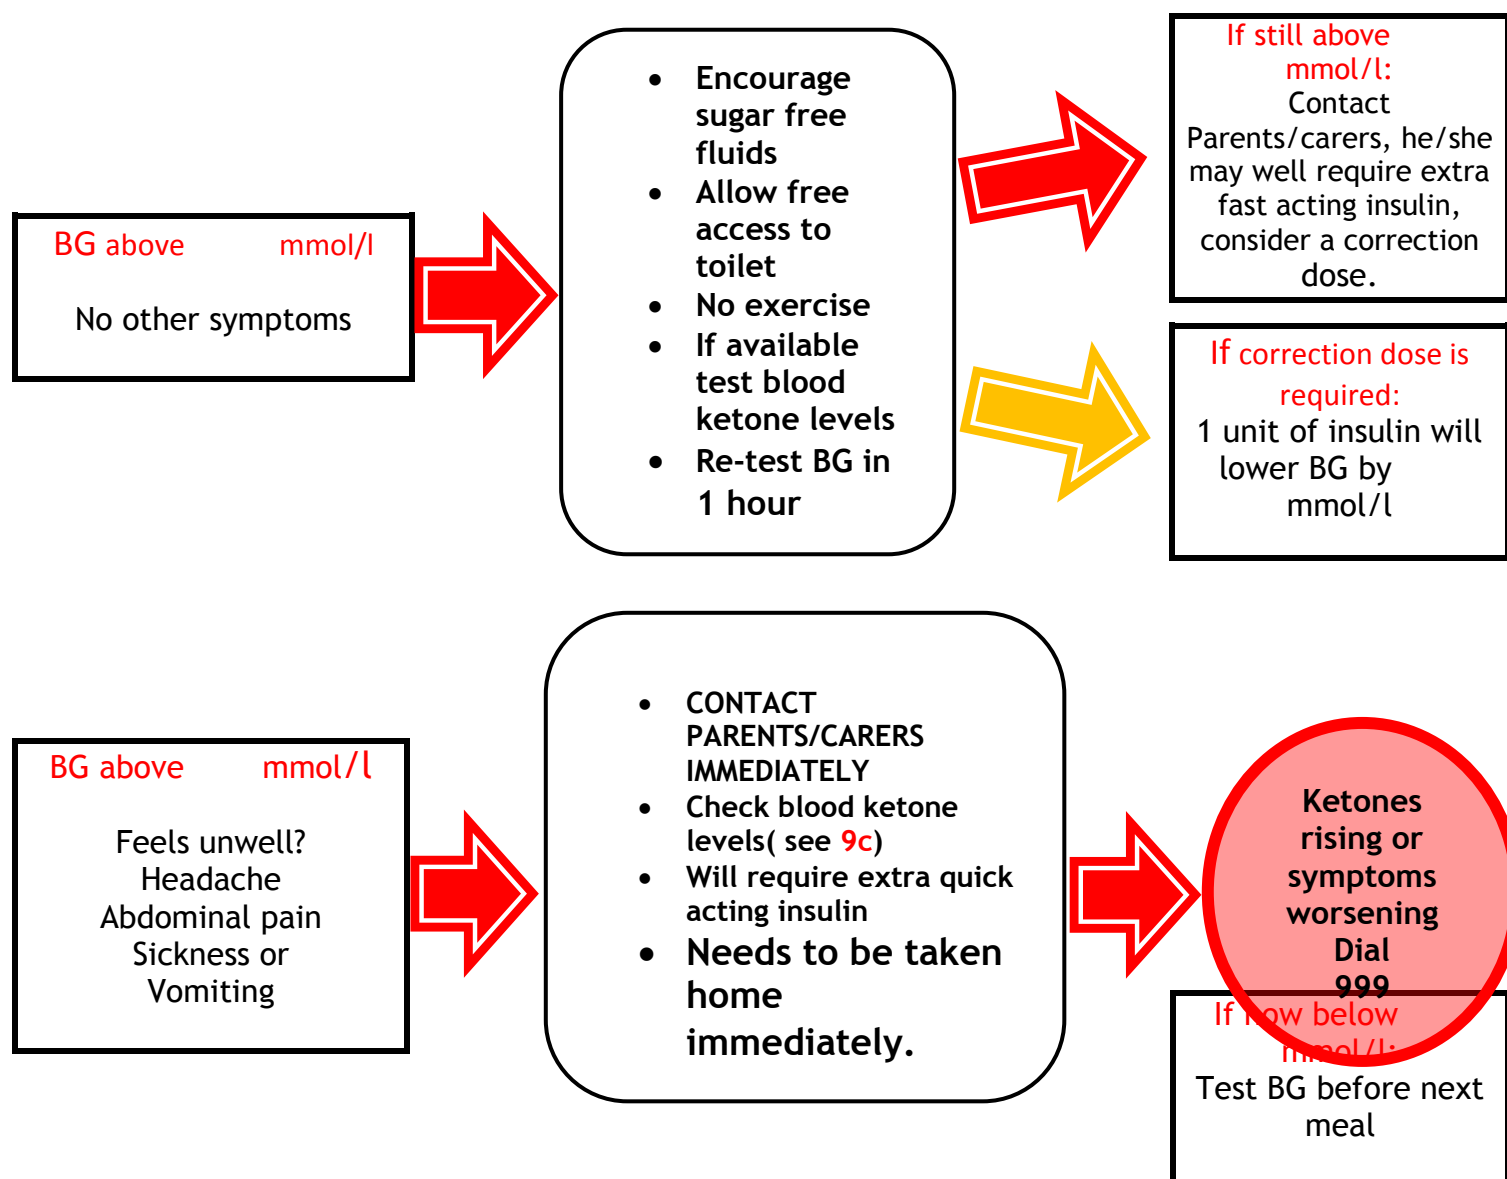 BG above mmol/l
No other symptoms
• Encourage
sugar free
fluids
• Allow free
access to
toilet
• No exercise
• If available
test blood
ketone levels
• Re-test BG in
1 hour
If still above
mmol/l:
Contact
Parents/carers, he/she
may well require extra
fast acting insulin,
consider a correction
dose.
If correction dose is
required:
1 unit of insulin will
lower BG by
mmol/l
BG above mmol/l
Feels unwell?
Headache
Abdominal pain
Sickness or
Vomiting
• CONTACT
PARENTS/CARERS
IMMEDIATELY
• Check blood ketone
levels( see 9c)
• Will require extra quick
acting insulin
• Needs to be taken
home
immediately.
Ketones
rising or
symptoms
worsening
Dial
999
If now below
mmol/l:
Test BG before next
meal